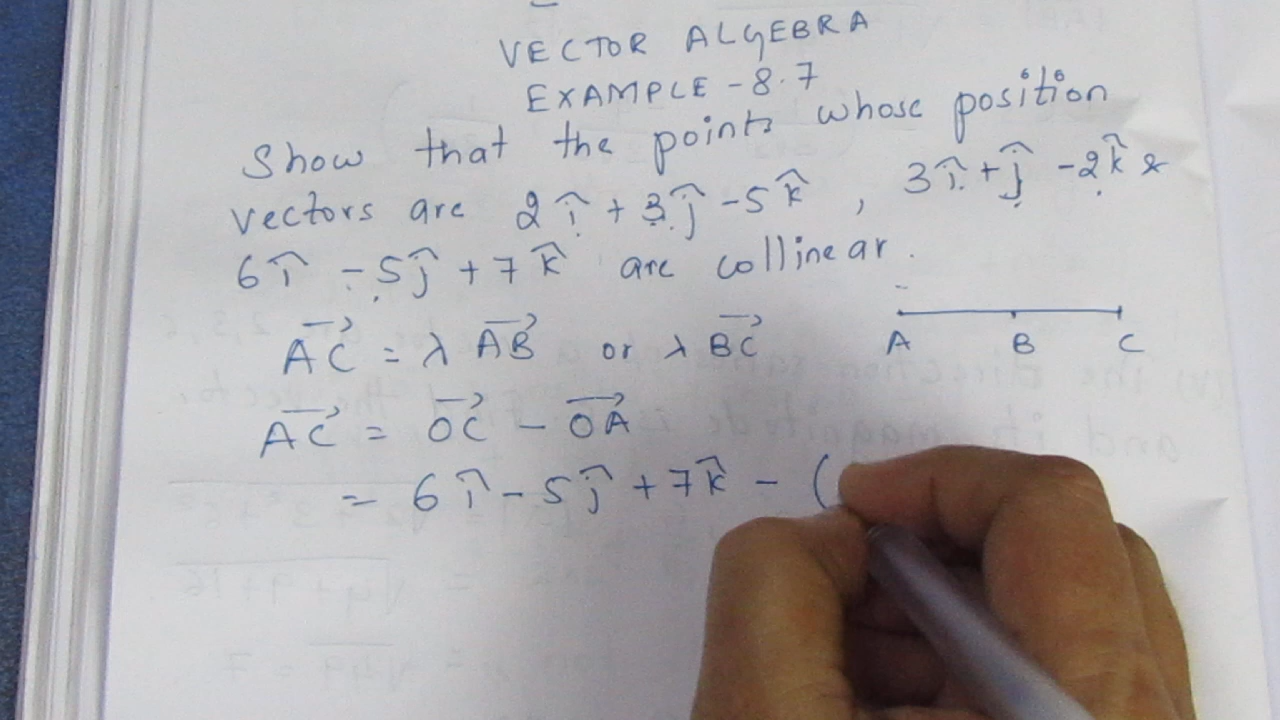 VECTOR ALGEBRA
EXAMPLE - 8.7
Show that the points whose position
vectors are 2î + 3ĵ - 5k̂ , 3î + ĵ - 2k̂ &
6î - 5ĵ + 7k̂ are collinear.
AC⃗ = λ AB⃗ or λ BC⃗
A B C
AC⃗ = OC⃗ - OA⃗
= 6î - 5ĵ + 7k̂ - (